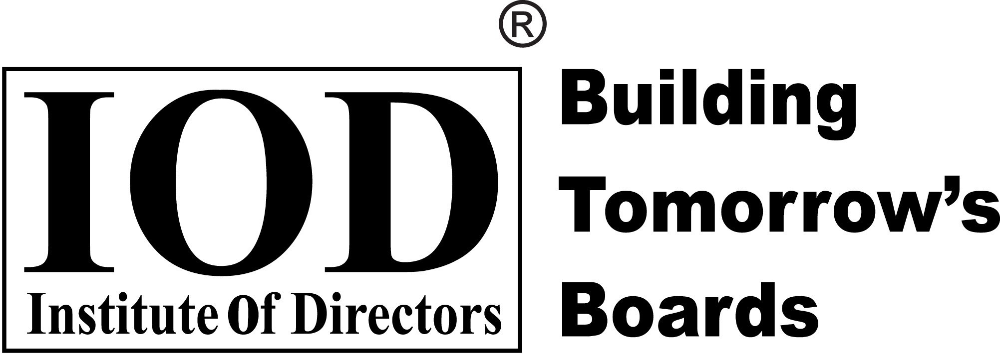 ®
IOD
Institute Of Directors
Building
Tomorrow’s
Boards